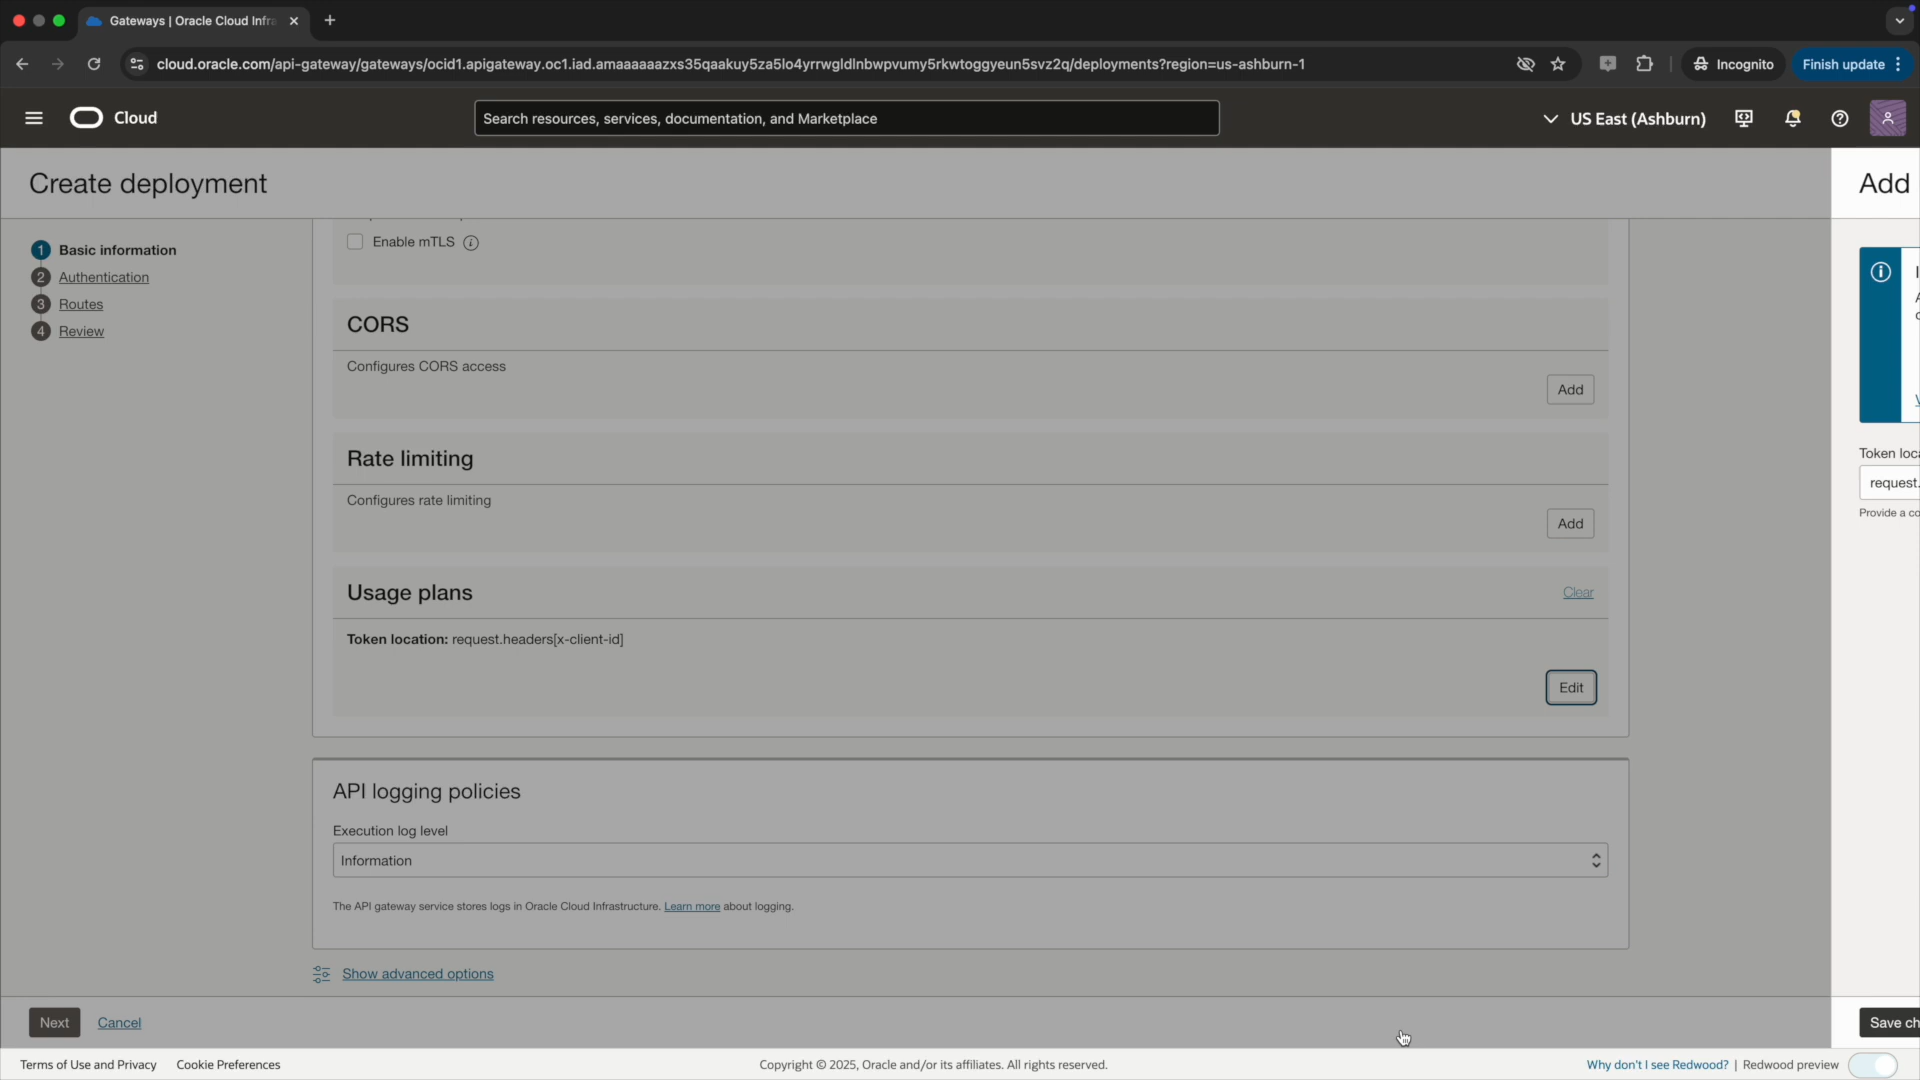 Gateways | Oracle Cloud Infra
cloud.oracle.com/api-gateway/gateways/ocid1.apigateway.oc1.iad.amaaaaaazxs35qaakuy5za5lo4yrrwgldlnbwpvumy5rkwtoggyeun5svz2q/deployments?region=us-ashburn-1
Incognito
Finish update
Cloud
Search resources, services, documentation, and Marketplace
US East (Ashburn)
Create deployment
Add
1 Basic information
2 Authentication
3 Routes
4 Review
Enable mTLS
CORS
Configures CORS access
Add
Rate limiting
Configures rate limiting
Add
Usage plans
Clear
Token location: request.headers[x-client-id]
Edit
API logging policies
Execution log level
Information
The API gateway service stores logs in Oracle Cloud Infrastructure. Learn more about logging.
Show advanced options
Token loca
request.
Provide a co
Next
Cancel
Save ch
Terms of Use and Privacy
Cookie Preferences
Copyright © 2025, Oracle and/or its affiliates. All rights reserved.
Why don't I see Redwood? | Redwood preview